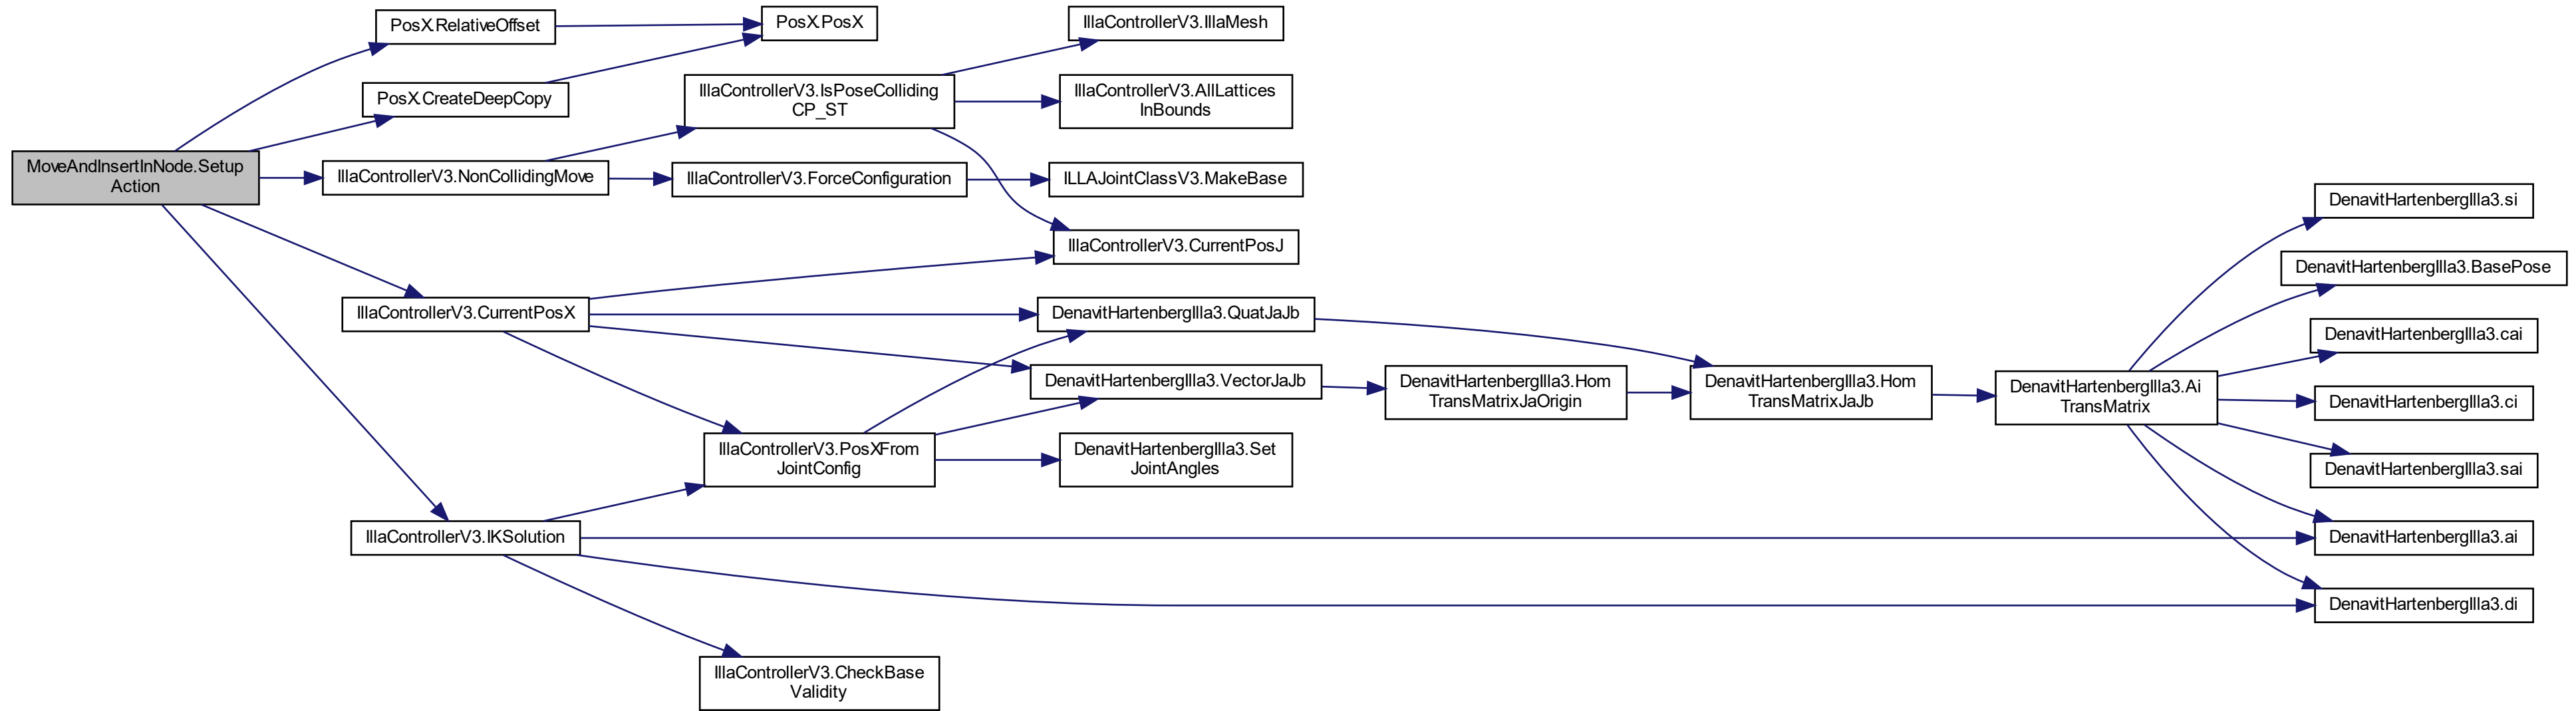 MoveAndInsertInNode.Setup
Action
PosX.RelativeOffset
PosX.CreateDeepCopy
IllaControllerV3.NonCollidingMove
IllaControllerV3.CurrentPosX
IllaControllerV3.IKSolution
PosX.PosX
IllaControllerV3.IsPoseColliding
CP_ST
IllaControllerV3.ForceConfiguration
IllaControllerV3.PosXFrom
JointConfig
IllaControllerV3.CheckBase
Validity
IllaControllerV3.IllaMesh
IllaControllerV3.AllLattices
InBounds
ILLAJointClassV3.MakeBase
IllaControllerV3.CurrentPosJ
DenavitHartenbergIlla3.QuatJaJb
DenavitHartenbergIlla3.VectorJaJb
DenavitHartenbergIlla3.Set
JointAngles
DenavitHartenbergIlla3.Hom
TransMatrixJaOrigin
DenavitHartenbergIlla3.Hom
TransMatrixJaJb
DenavitHartenbergIlla3.Ai
TransMatrix
DenavitHartenbergIlla3.si
DenavitHartenbergIlla3.BasePose
DenavitHartenbergIlla3.cai
DenavitHartenbergIlla3.ci
DenavitHartenbergIlla3.sai
DenavitHartenbergIlla3.ai
DenavitHartenbergIlla3.di